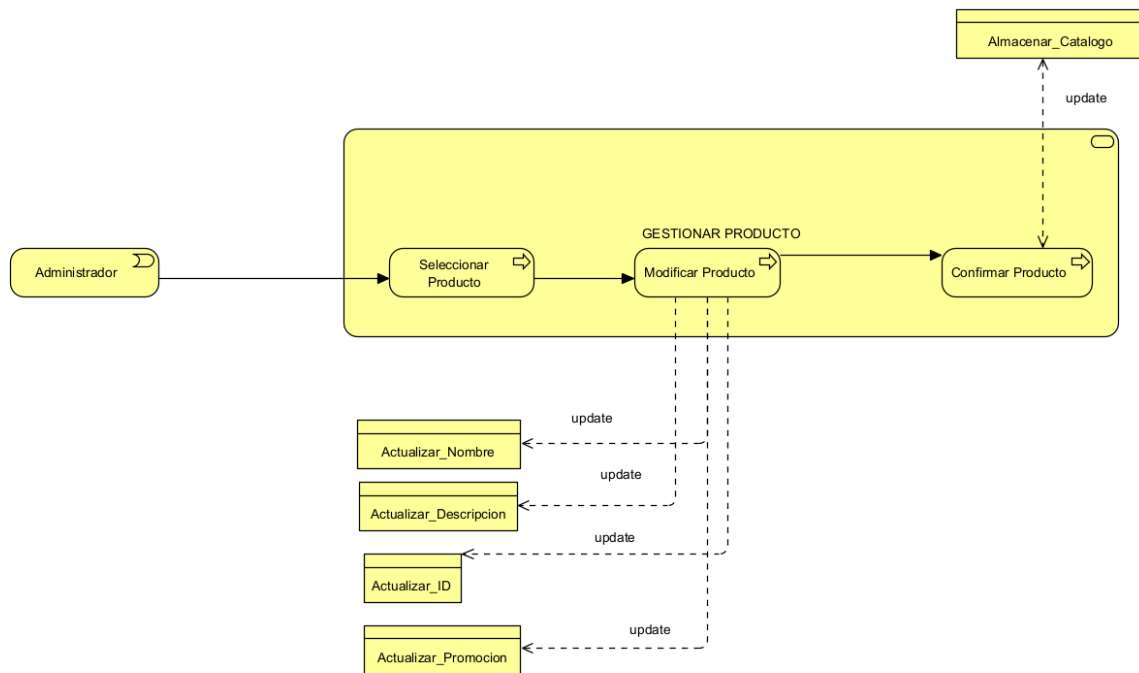 Almacenar_Catalogo
update
GESTIONAR PRODUCTO
Administrador
Seleccionar
Producto
Modificar Producto
Confirmar Producto
update
Actualizar_Nombre
update
Actualizar_Descripcion
update
Actualizar_ID
update
Actualizar_Promocion